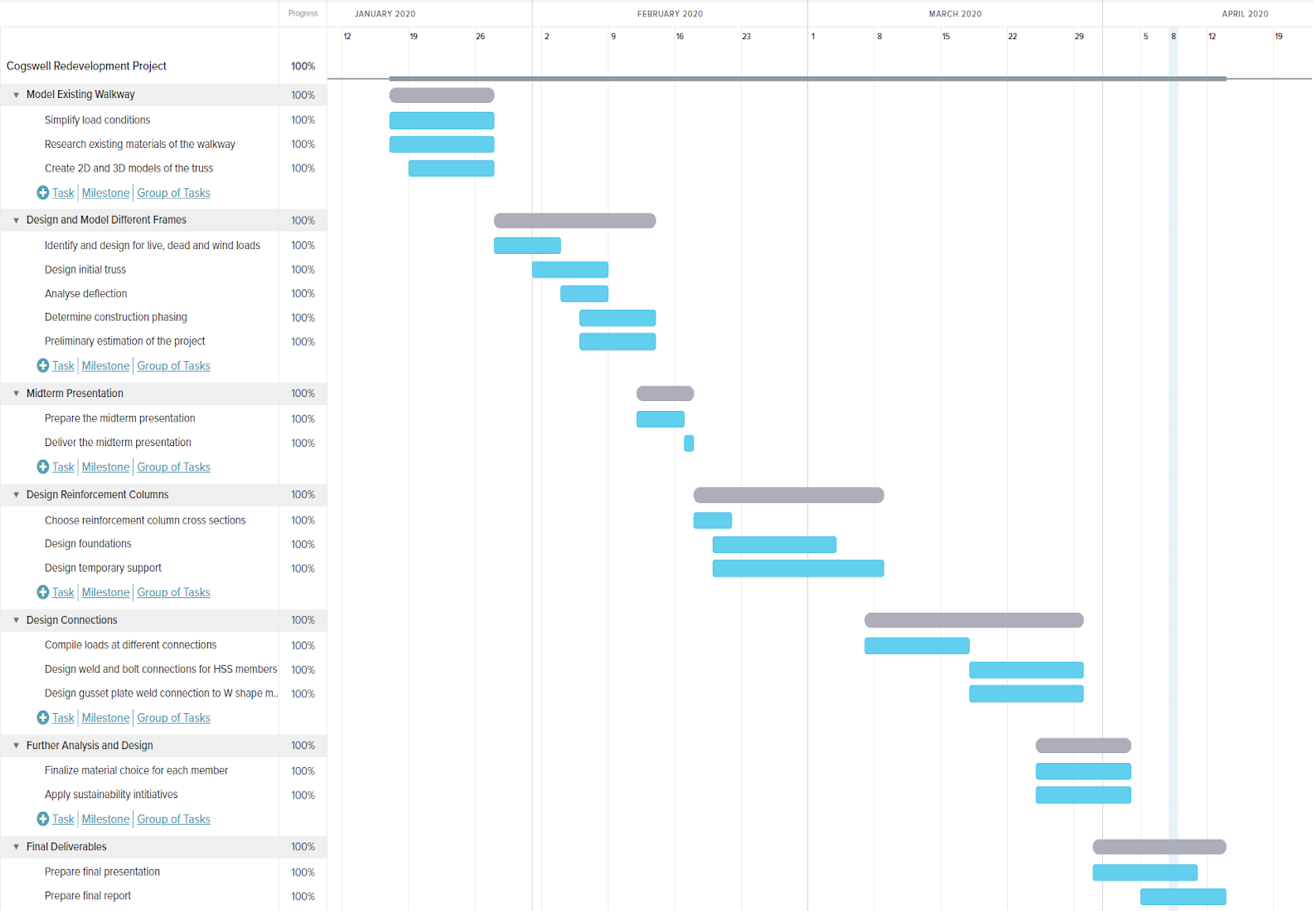 Progress JANUARY 2020 FEBRUARY 2020 MARCH 2020 APRIL 2020
12 19 26 2 9 16 23 1 8 15 22 29 5 8 12 19
Cogswell Redevelopment Project 100%
Model Existing Walkway 100%
Simplify load conditions 100%
Research existing materials of the walkway 100%
Create 2D and 3D models of the truss 100%
Task | Milestone | Group of Tasks
Design and Model Different Frames 100%
Identify and design for live, dead and wind loads 100%
Design initial truss 100%
Analyse deflection 100%
Determine construction phasing 100%
Preliminary estimation of the project 100%
Task | Milestone | Group of Tasks
Midterm Presentation 100%
Prepare the midterm presentation 100%
Deliver the midterm presentation 100%
Task | Milestone | Group of Tasks
Design Reinforcement Columns 100%
Choose reinforcement column cross sections 100%
Design foundations 100%
Design temporary support 100%
Task | Milestone | Group of Tasks
Design Connections 100%
Compile loads at different connections 100%
Design weld and bolt connections for HSS members 100%
Design gusset plate weld connection to W shape m.. 100%
Task | Milestone | Group of Tasks
Further Analysis and Design 100%
Finalize material choice for each member 100%
Apply sustainability intitiatives 100%
Task | Milestone | Group of Tasks
Final Deliverables 100%
Prepare final presentation 100%
Prepare final report 100%